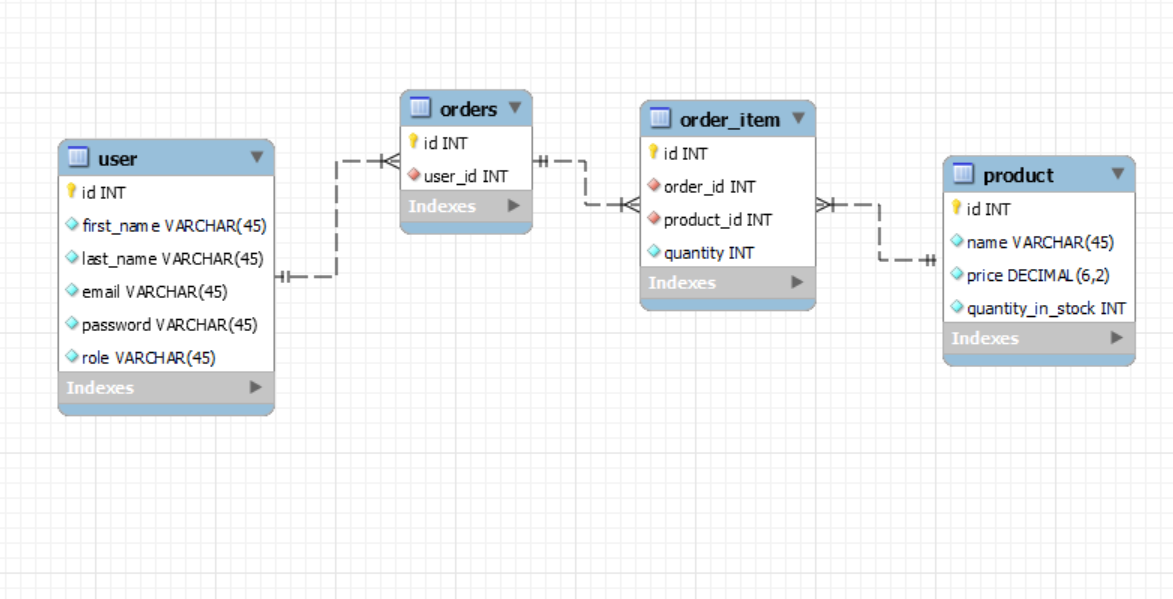 user
id INT
first_name VARCHAR(45)
last_name VARCHAR(45)
email VARCHAR(45)
password VARCHAR(45)
role VARCHAR(45)
Indexes
orders
id INT
user_id INT
Indexes
order_item
id INT
order_id INT
product_id INT
quantity INT
Indexes
product
id INT
name VARCHAR(45)
price DECIMAL(6,2)
quantity_in_stock INT
Indexes